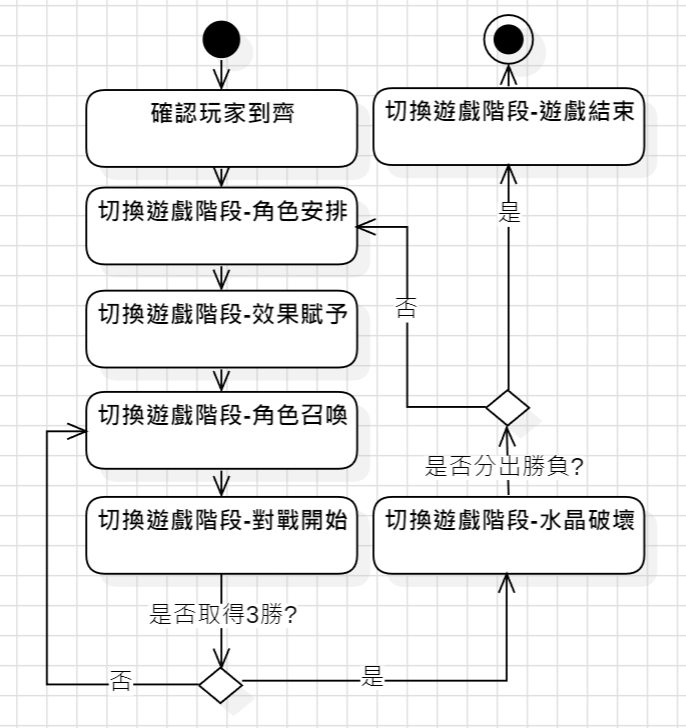 確認玩家到齊
切換遊戲階段-角色安排
切換遊戲階段-效果賦予
切換遊戲階段-角色召喚
切換遊戲階段-對戰開始
是否取得3勝?
否
是
切換遊戲階段-水晶破壞
是否分出勝負?
否
是
切換遊戲階段-遊戲結束